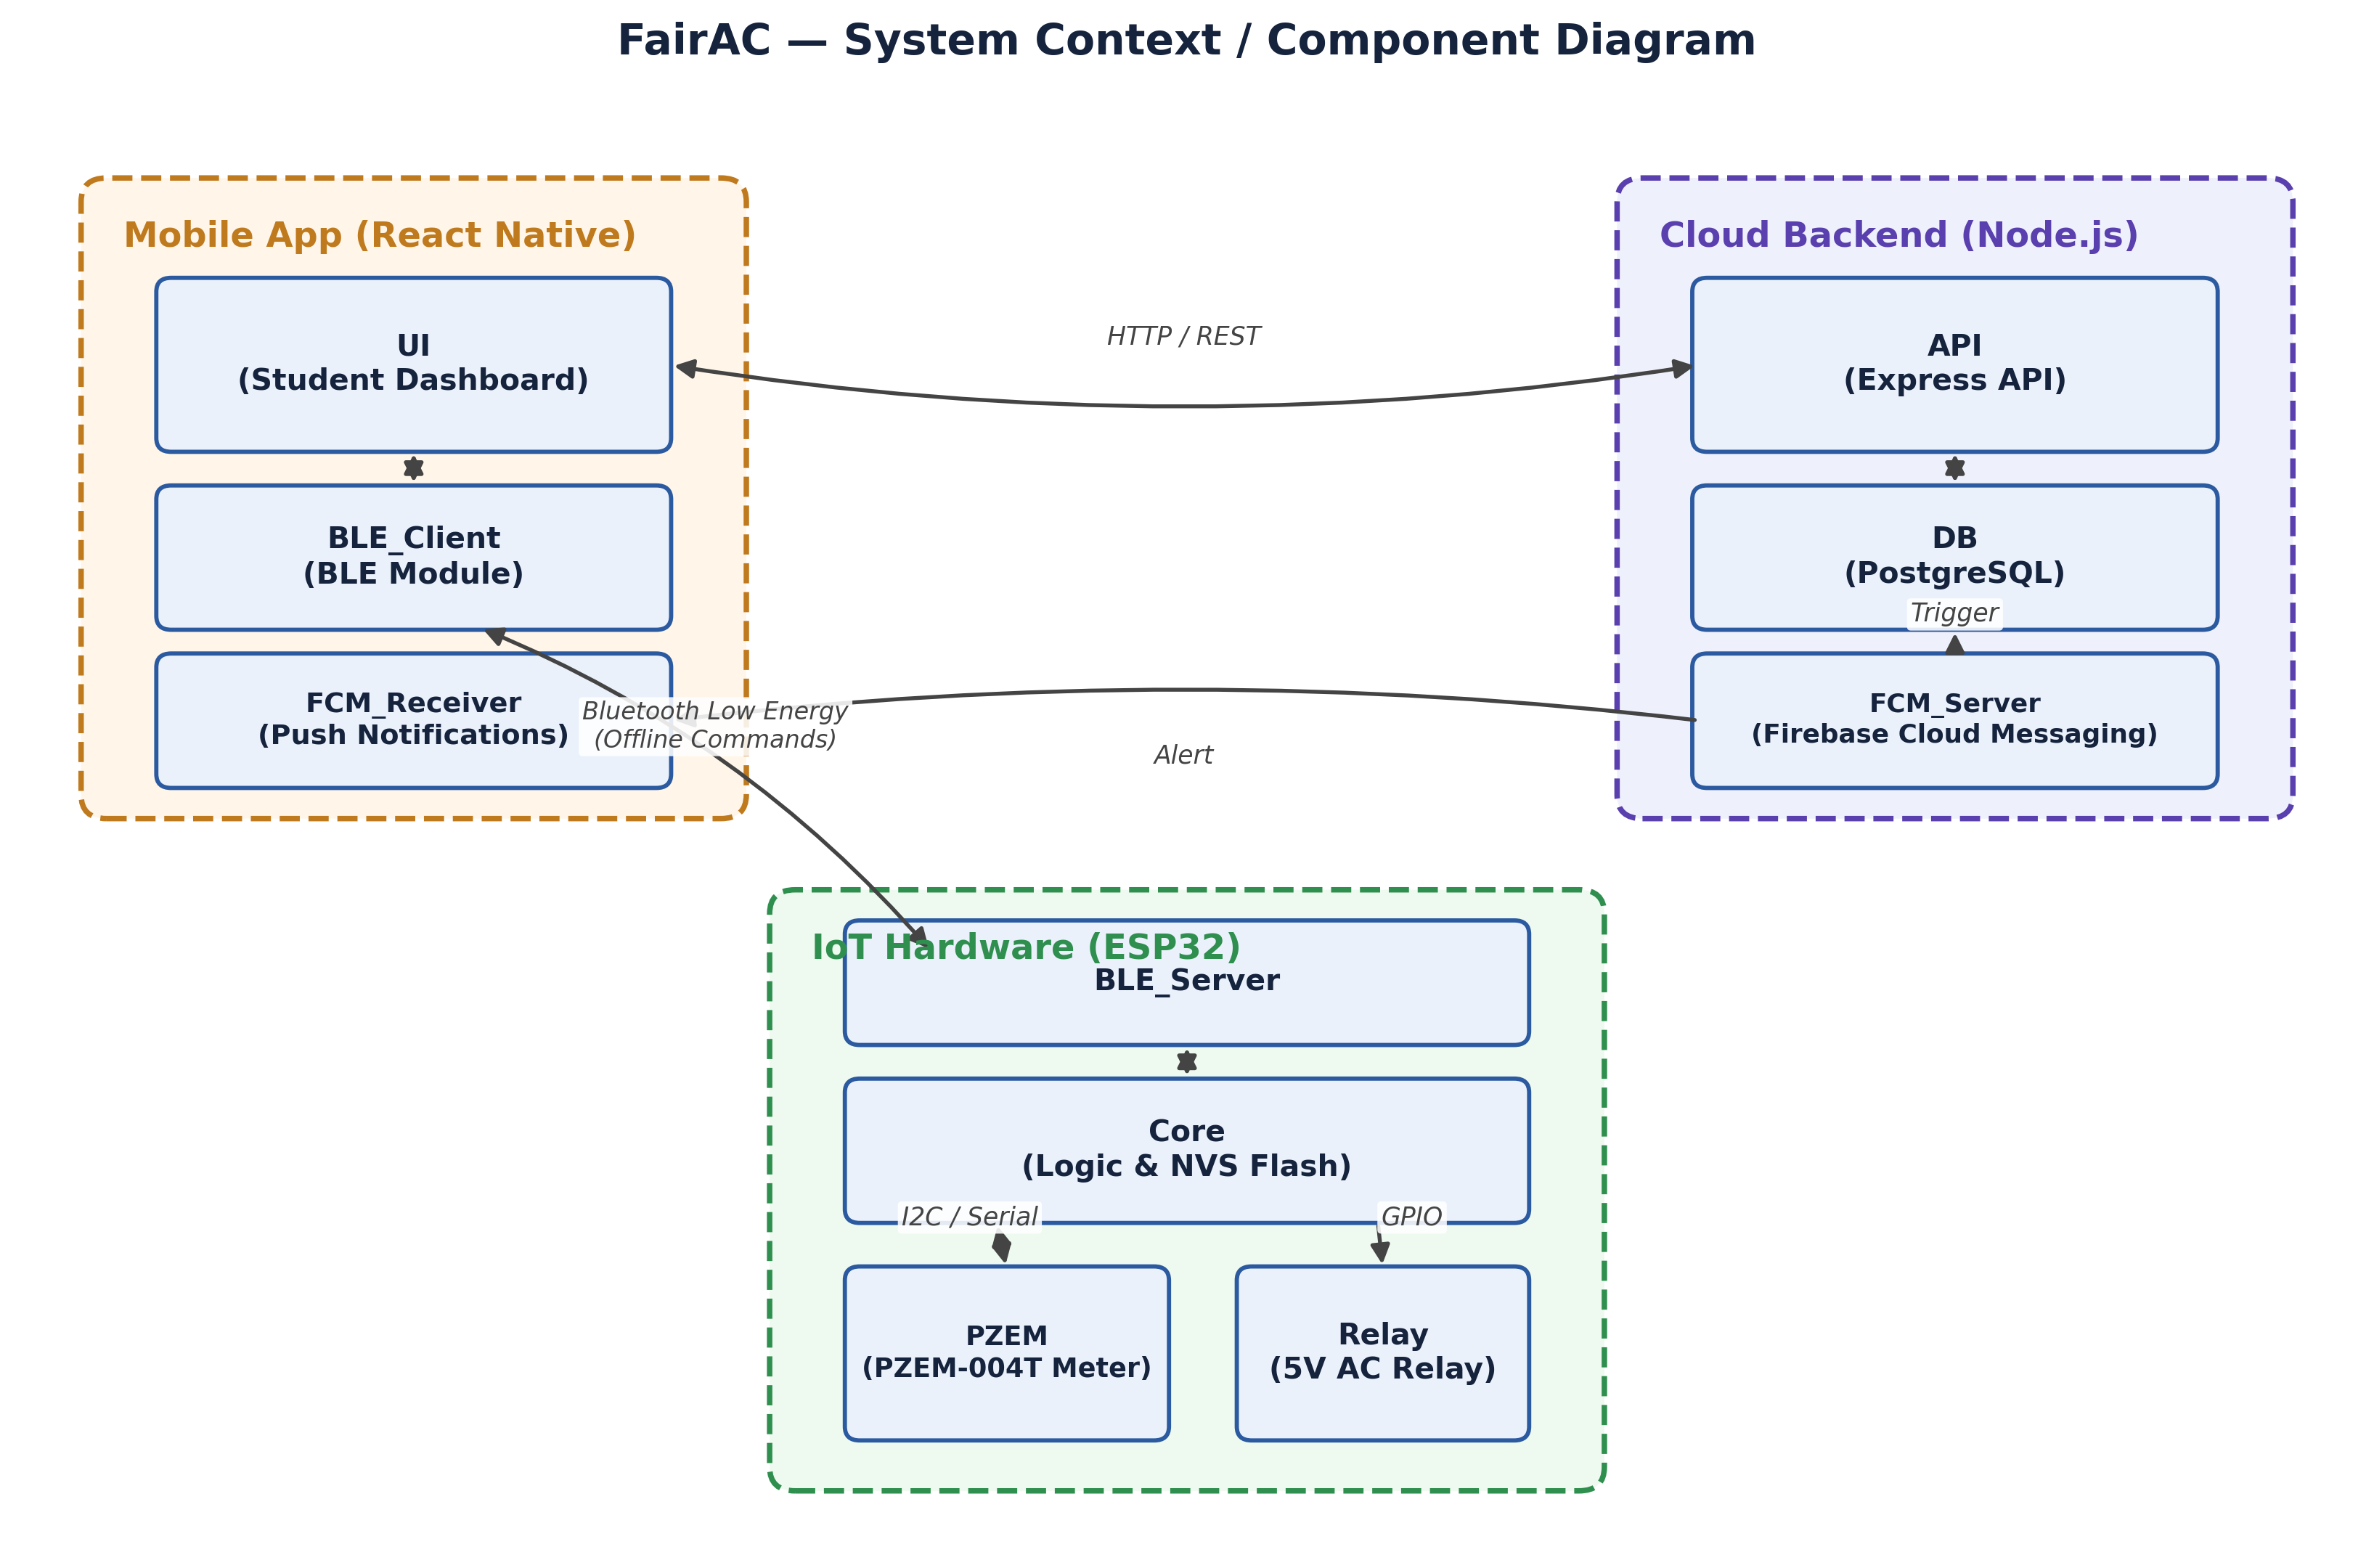 FairAC — System Context / Component Diagram
Mobile App (React Native)
UI
(Student Dashboard)
BLE_Client
(BLE Module)
FCM_Receiver
(Push Notifications)
HTTP / REST
Bluetooth Low Energy
(Offline Commands)
Alert
Cloud Backend (Node.js)
API
(Express API)
DB
(PostgreSQL)
Trigger
FCM_Server
(Firebase Cloud Messaging)
IoT Hardware (ESP32)
BLE_Server
Core
(Logic & NVS Flash)
I2C / Serial
GPIO
PZEM
(PZEM-004T Meter)
Relay
(5V AC Relay)